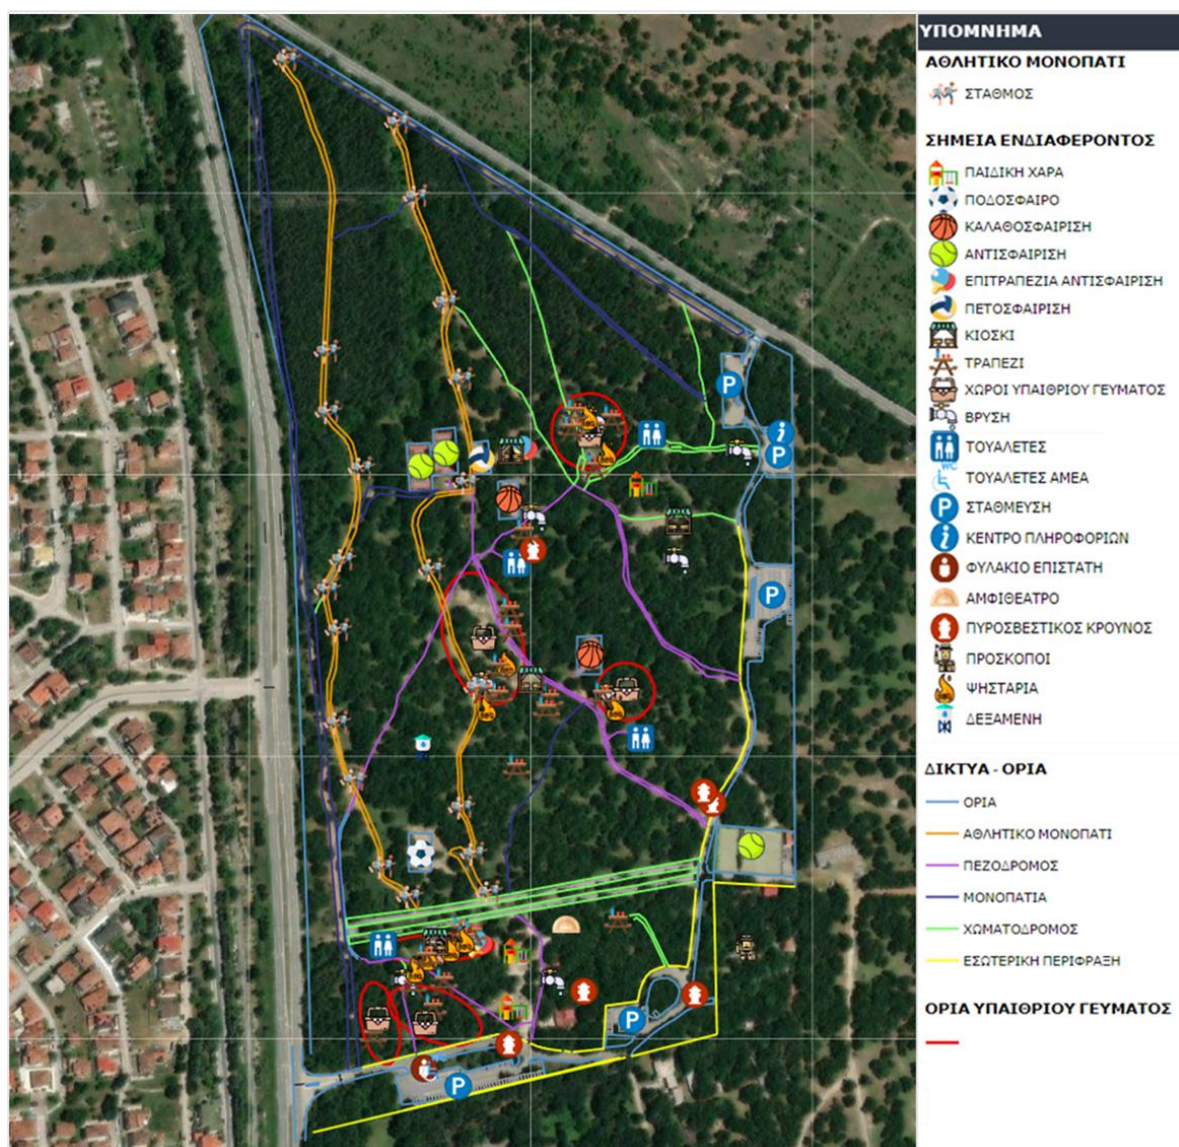 ΥΠΟΜΝΗΜΑ
ΑΘΛΗΤΙΚΟ ΜΟΝΟΠΑΤΙ
ΣΤΑΘΜΟΣ
ΣΗΜΕΙΑ ΕΝΔΙΑΦΕΡΟΝΤΟΣ
ΠΑΙΔΙΚΗ ΧΑΡΑ
ΠΟΔΟΣΦΑΙΡΟ
ΚΑΛΑΘΟΣΦΑΙΡΙΣΗ
ΑΝΤΙΣΦΑΙΡΙΣΗ
ΕΠΙΤΡΑΠΕΖΙΑ ΑΝΤΙΣΦΑΙΡΙΣΗ
ΠΕΤΟΣΦΑΙΡΙΣΗ
ΚΙΟΣΚΙ
ΤΡΑΠΕΖΙ
ΧΩΡΟΙ ΥΠΑΙΘΡΙΟΥ ΓΕΥΜΑΤΟΣ
ΒΡΥΣΗ
ΤΟΥΑΛΕΤΕΣ
WC
ΤΟΥΑΛΕΤΕΣ ΑΜΕΑ
P ΣΤΑΘΜΕΥΣΗ
i ΚΕΝΤΡΟ ΠΛΗΡΟΦΟΡΙΩΝ
ΦΥΛΑΚΙΟ ΕΠΙΣΤΑΤΗ
ΑΜΦΙΘΕΑΤΡΟ
ΠΥΡΟΣΒΕΣΤΙΚΟΣ ΚΡΟΥΝΟΣ
ΠΡΟΣΚΟΠΟΙ
ΨΗΣΤΑΡΙΑ
ΔΕΞΑΜΕΝΗ
ΔΙΚΤΥΑ - ΟΡΙΑ
ΟΡΙΑ
ΑΘΛΗΤΙΚΟ ΜΟΝΟΠΑΤΙ
ΠΕΖΟΔΡΟΜΟΣ
ΜΟΝΟΠΑΤΙΑ
ΧΩΜΑΤΟΔΡΟΜΟΣ
ΕΣΩΤΕΡΙΚΗ ΠΕΡΙΦΡΑΞΗ
ΟΡΙΑ ΥΠΑΙΘΡΙΟΥ ΓΕΥΜΑΤΟΣ
P
i
P
P
P
P